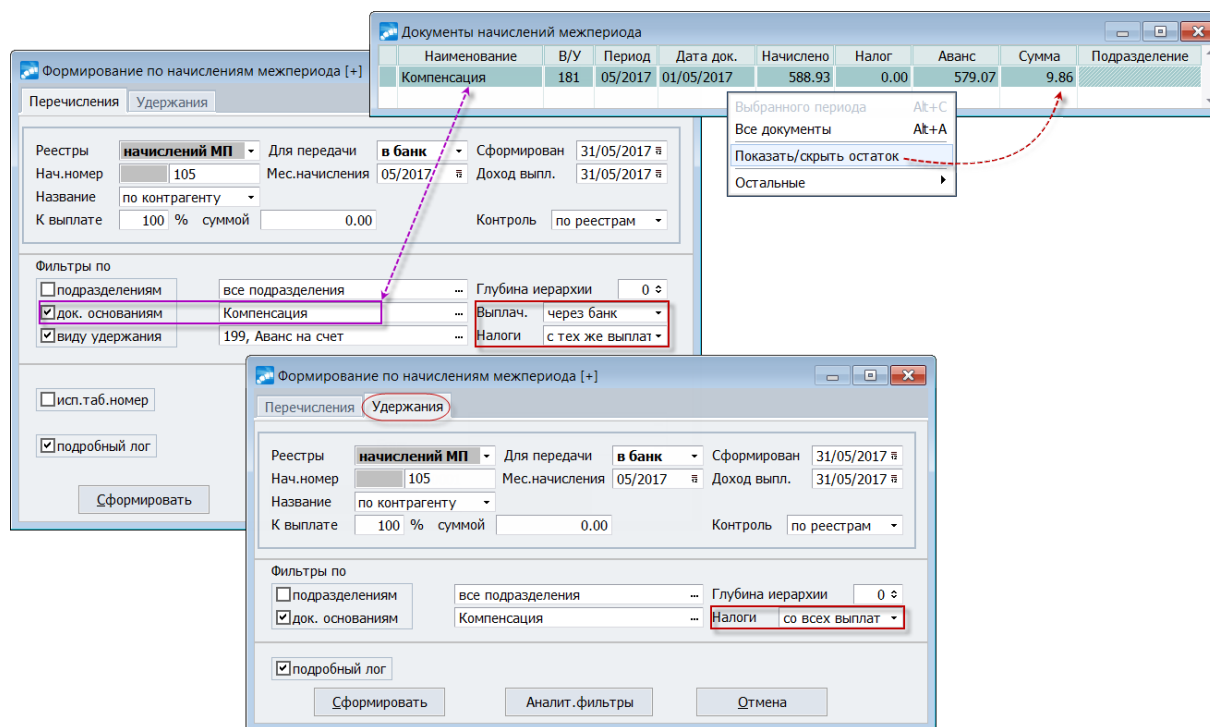 Документы начислений межпериода
Наименование В/У Период Дата док. Начислено Налог Аванс Сумма Подразделение
Компенсация 181 05/2017 01/05/2017 588.93 0.00 579.07 9.86
Выбранного периода Alt+C
Все документы Alt+A
Показать/скрыть остаток
Остальные
Формирование по начислениям межпериода [+]
Перечисления Удержания
Реестры начислений МП Для передачи в банк Сформирован 31/05/2017
Нач.номер 105 Мес.начисления 05/2017 Доход выпл. 31/05/2017
Название по контрагенту
К выплате 100 % суммой 0.00 Контроль по реестрам
Фильтры по
подразделениям все подразделения ... Глубина иерархии 0
док. основаниям Компенсация ... Выплач. через банк
виду удержания 199, Аванс на счет ... Налоги с тех же выплат
исп.таб.номер
подробный лог
Сформировать
Формирование по начислениям межпериода [+]
Перечисления Удержания
Реестры начислений МП Для передачи в банк Сформирован 31/05/2017
Нач.номер 105 Мес.начисления 05/2017 Доход выпл. 31/05/2017
Название по контрагенту
К выплате 100 % суммой 0.00 Контроль по реестрам
Фильтры по
подразделениям все подразделения ... Глубина иерархии 0
док. основаниям Компенсация ... Налоги со всех выплат
подробный лог
Сформировать Аналит.фильтры Отмена